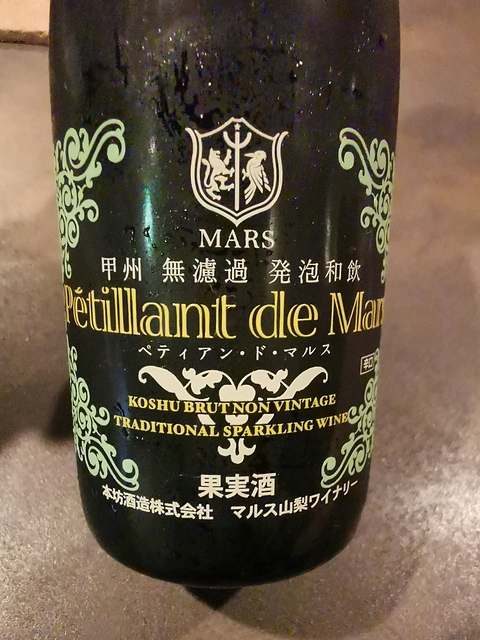 MARS
甲州 無濾過 発泡和飲
Pétillant de Mar
ペティアン・ド・マルス
辛口
KOSHU BRUT NON VINTAGE
TRADITIONAL SPARKLING WINE
果実酒
本坊酒造株式会社 マルス山梨ワイナリー